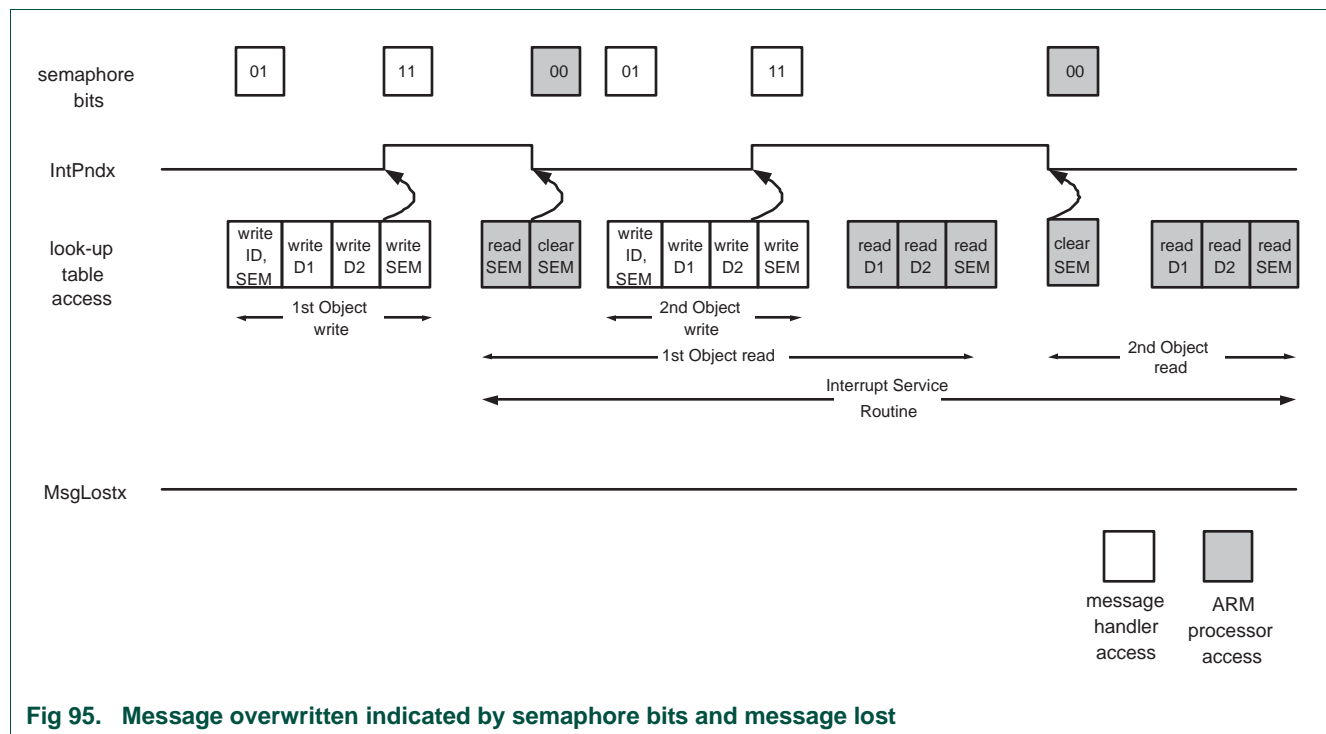 semaphore
bits
01
11
00
01
11
00
IntPndx
look-up
table
access
write
ID,
SEM
write
D1
write
D2
write
SEM
read
SEM
clear
SEM
write
ID,
SEM
write
D1
write
D2
write
SEM
read
D1
read
D2
read
SEM
clear
SEM
read
D1
read
D2
read
SEM
1st Object
write
2nd Object
write
1st Object read
2nd Object
read
Interrupt Service
Routine
MsgLostx
message
handler
access
ARM
processor
access
Fig 95. Message overwritten indicated by semaphore bits and message lost